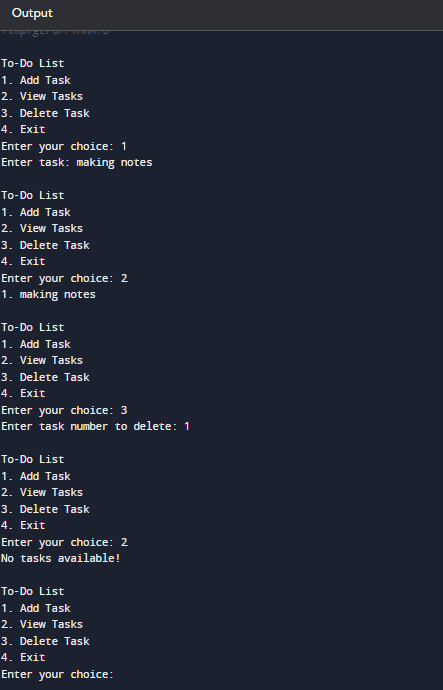 Output
To-Do List
1. Add Task
2. View Tasks
3. Delete Task
4. Exit
Enter your choice: 1
Enter task: making notes
To-Do List
1. Add Task
2. View Tasks
3. Delete Task
4. Exit
Enter your choice: 2
1. making notes
To-Do List
1. Add Task
2. View Tasks
3. Delete Task
4. Exit
Enter your choice: 3
Enter task number to delete: 1
To-Do List
1. Add Task
2. View Tasks
3. Delete Task
4. Exit
Enter your choice: 2
No tasks available!
To-Do List
1. Add Task
2. View Tasks
3. Delete Task
4. Exit
Enter your choice: